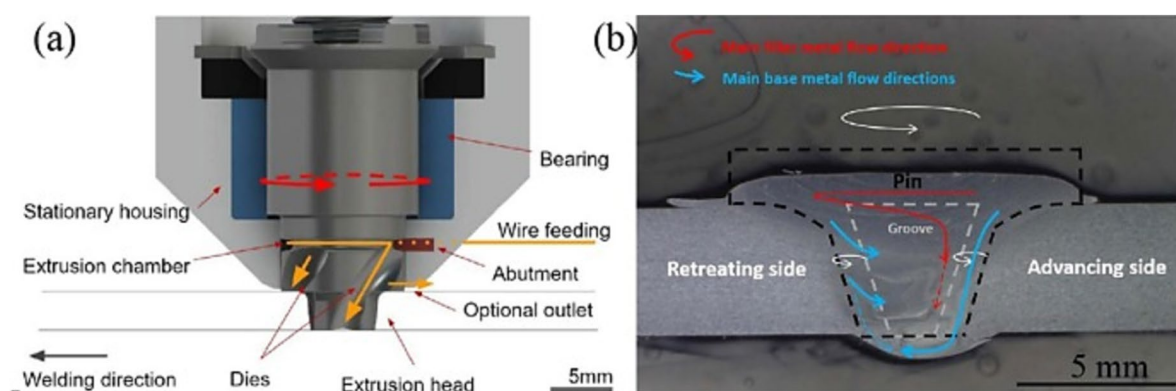 (a)
Bearing
Stationary housing
Wire feeding
Extrusion chamber
Abutment
Optional outlet
Welding direction
Dies
Extrusion head
5mm
(b)
Main filler metal flow direction
Main base metal flow directions
Pin
Groove
Retreating side
Advancing side
5 mm